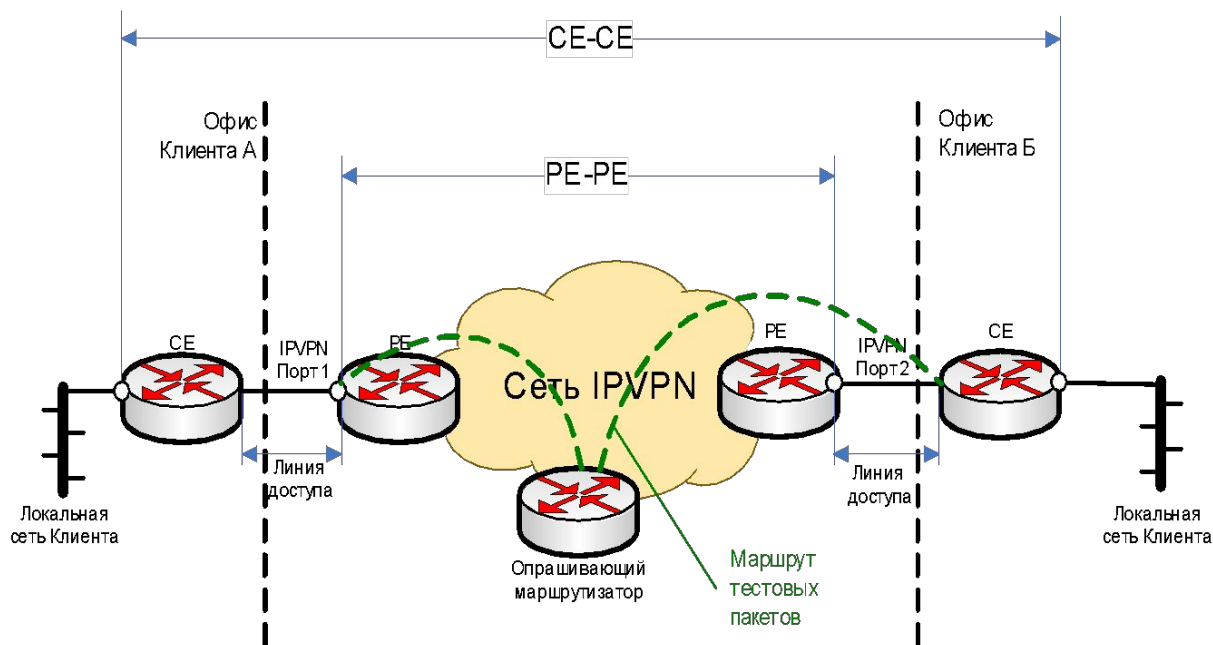 CE-CE
Офис
Клиента А
Офис
Клиента Б
PE-PE
CE
IPVPN
Порт 1
PE
PE
IPVPN
Порт 2
CE
Сеть IPVPN
Линия
доступа
Линия
доступа
Локальная
сеть Клиента
Локальная
сеть Клиента
Опрашивающий
маршрутизатор
Маршрут
тестовых
пакетов